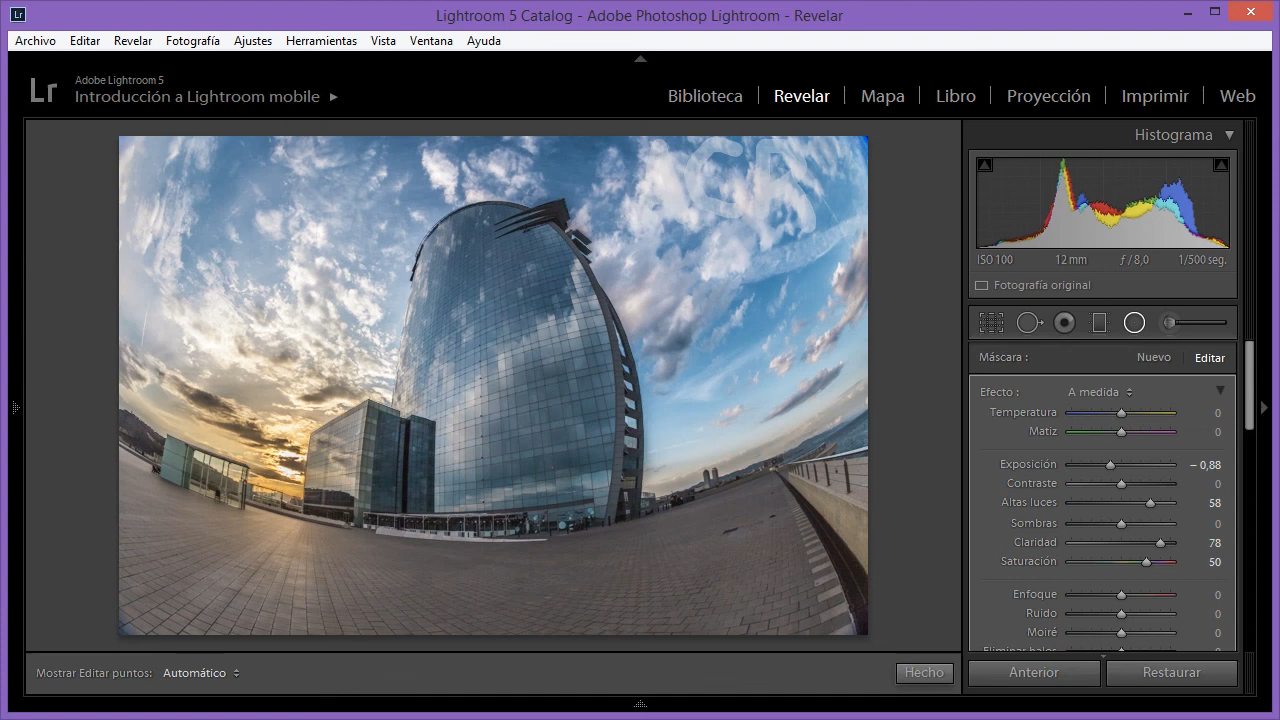 Lr
Lightroom 5 Catalog - Adobe Photoshop Lightroom - Revelar
Archivo Editar Revelar Fotografía Ajustes Herramientas Vista Ventana Ayuda
Lr
Adobe Lightroom 5
Introducción a Lightroom mobile
Biblioteca Revelar Mapa Libro Proyección Imprimir Web
Histograma
ISO 100 12 mm ƒ / 8,0 1/500 seg.
Fotografía original
Máscara : Nuevo Editar
Efecto : A medida
Temperatura 0
Matiz 0
Exposición – 0,88
Contraste 0
Altas luces 58
Sombras 0
Claridad 78
Saturación 50
Enfoque 0
Ruido 0
Moiré 0
Eliminar halos
Mostrar Editar puntos: Automático Hecho
Anterior Restaurar